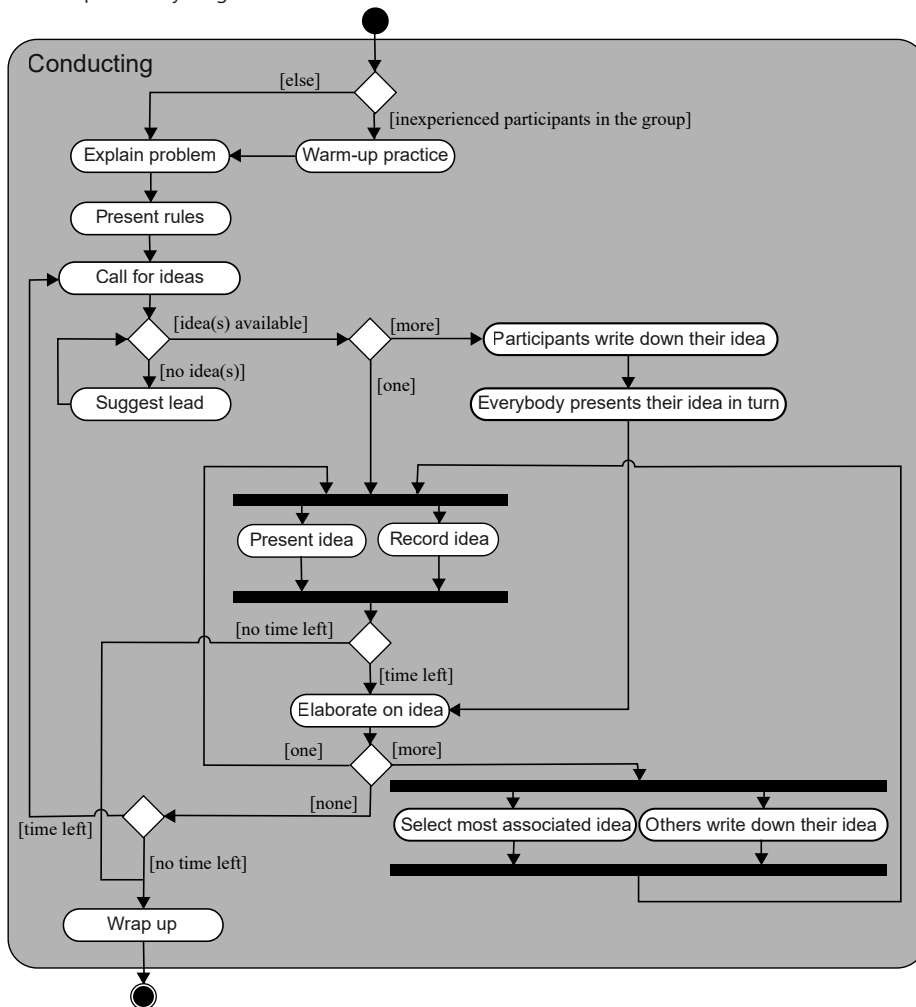 Conducting
[else]
[inexperienced participants in the group]
Explain problem
Warm-up practice
Present rules
Call for ideas
[idea(s) available]
[more]
Participants write down their idea
[no idea(s)]
[one]
Suggest lead
Everybody presents their idea in turn
Present idea
Record idea
[no time left]
[time left]
Elaborate on idea
[one]
[more]
[none]
[time left]
Select most associated idea
Others write down their idea
[no time left]
Wrap up